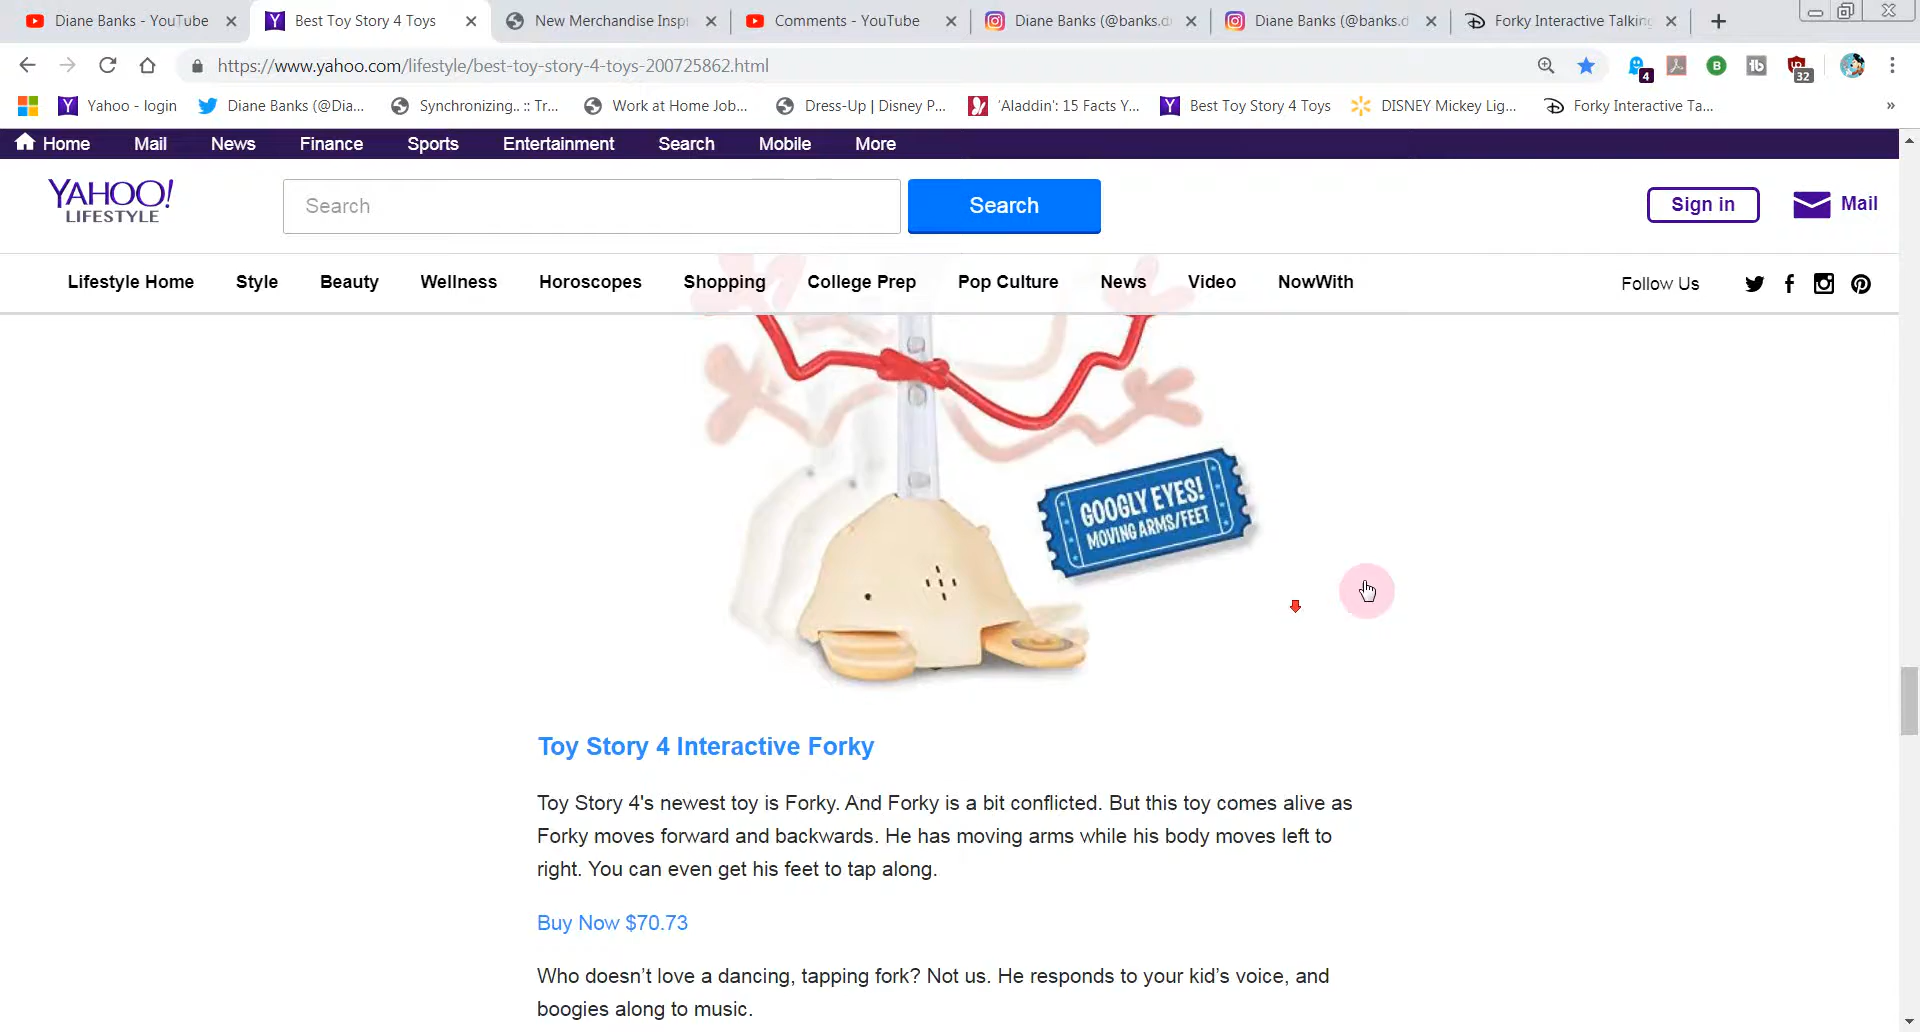 Diane Banks - YouTube
Best Toy Story 4 Toys
New Merchandise Inspi
Comments - YouTube
Diane Banks (@banks.d
Diane Banks (@banks.d
Forky Interactive Talking
https://www.yahoo.com/lifestyle/best-toy-story-4-toys-200725862.html
4
B
32
Yahoo - login
Diane Banks (@Dia...
Synchronizing.. :: Tr...
Work at Home Job...
Dress-Up | Disney P...
'Aladdin': 15 Facts Y...
Best Toy Story 4 Toys
DISNEY Mickey Lig...
Forky Interactive Ta...
»
Home Mail News Finance Sports Entertainment Search Mobile More
YAHOO!
LIFESTYLE
Search
Search
Sign in
Mail
Lifestyle Home Style Beauty Wellness Horoscopes Shopping College Prep Pop Culture News Video NowWith
Follow Us
GOOGLY EYES!
MOVING ARMS/FEET
Toy Story 4 Interactive Forky
Toy Story 4's newest toy is Forky. And Forky is a bit conflicted. But this toy comes alive as
Forky moves forward and backwards. He has moving arms while his body moves left to
right. You can even get his feet to tap along.
Buy Now $70.73
Who doesn’t love a dancing, tapping fork? Not us. He responds to your kid’s voice, and
boogies along to music.